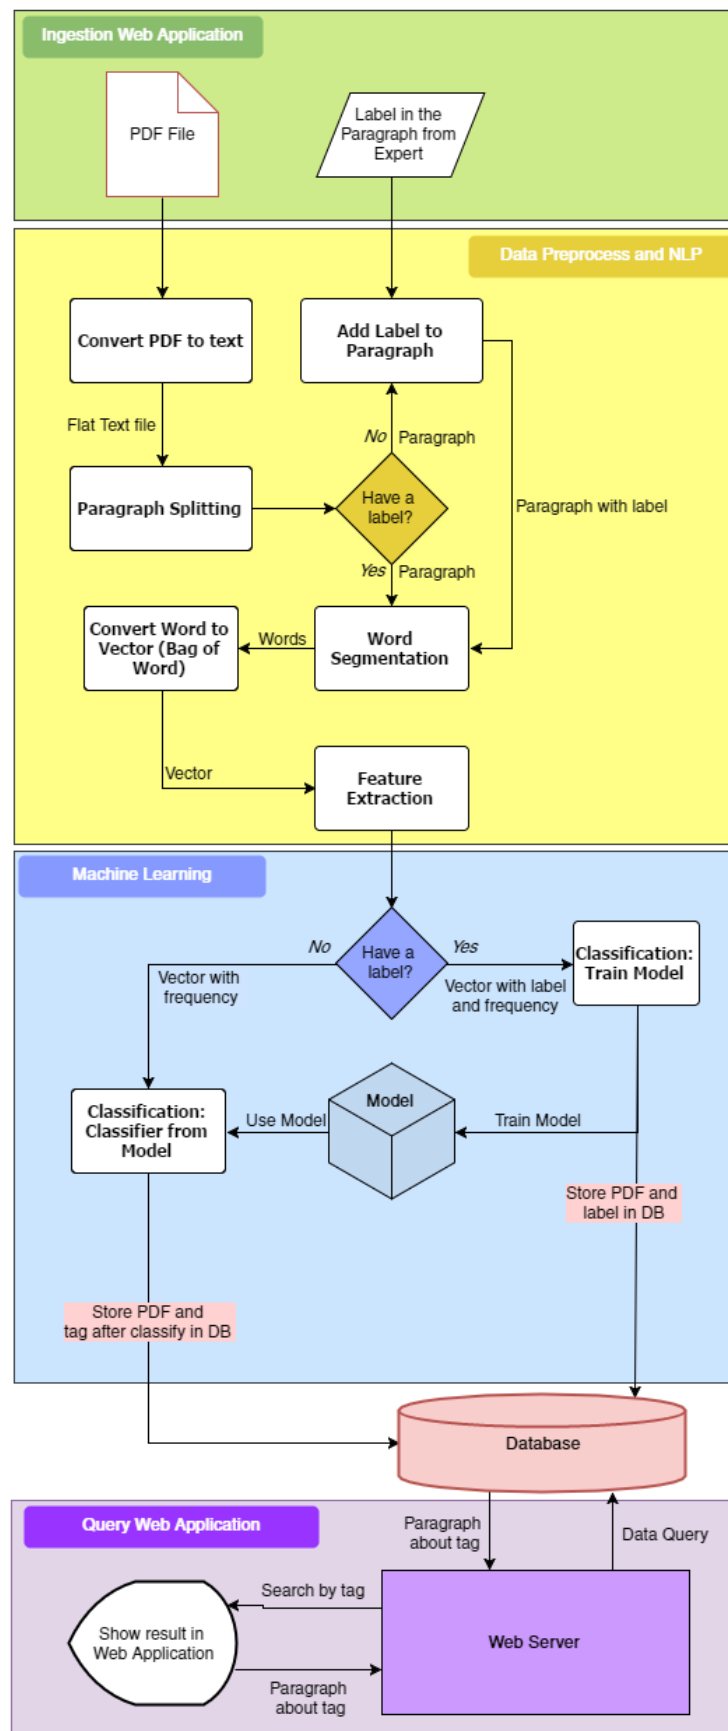 Ingestion Web Application
PDF File
Label in the
Paragraph from
Expert
Data Preprocess and NLP
Convert PDF to text
Add Label to
Paragraph
Flat Text file
No Paragraph
Paragraph Splitting
Have a
label?
Paragraph with label
Yes Paragraph
Convert Word to
Vector (Bag of
Word)
Words
Word
Segmentation
Vector
Feature
Extraction
Machine Learning
No
Have a
label?
Yes
Classification:
Train Model
Vector with
frequency
Vector with label
and frequency
Classification:
Classifier from
Model
Use Model
Model
Train Model
Store PDF and
label in DB
Store PDF and
tag after classify in DB
Database
Query Web Application
Paragraph
about tag
Data Query
Search by tag
Show result in
Web Application
Web Server
Paragraph
about tag